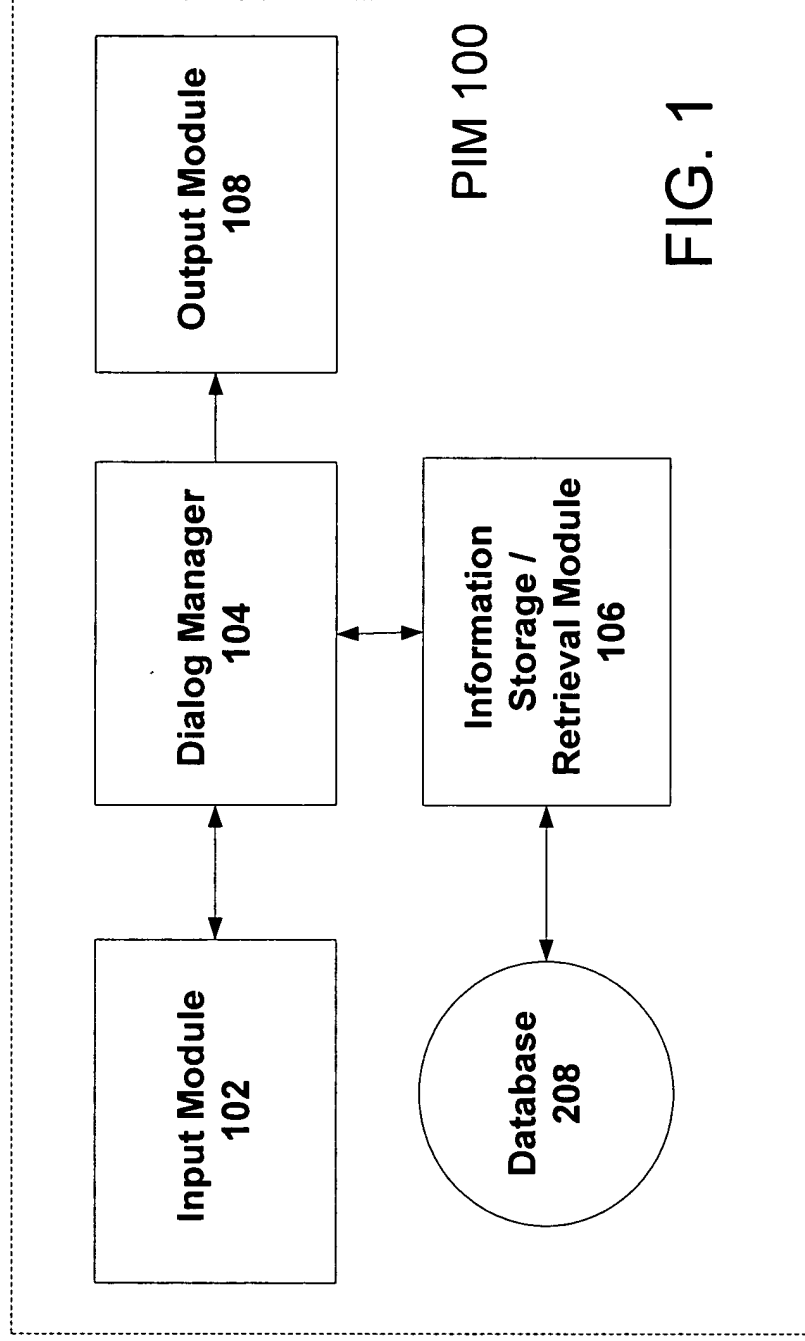 Input Module
102
Dialog Manager
104
Output Module
108
Database
208
Information
Storage /
Retrieval Module
106
PIM 100
FIG. 1